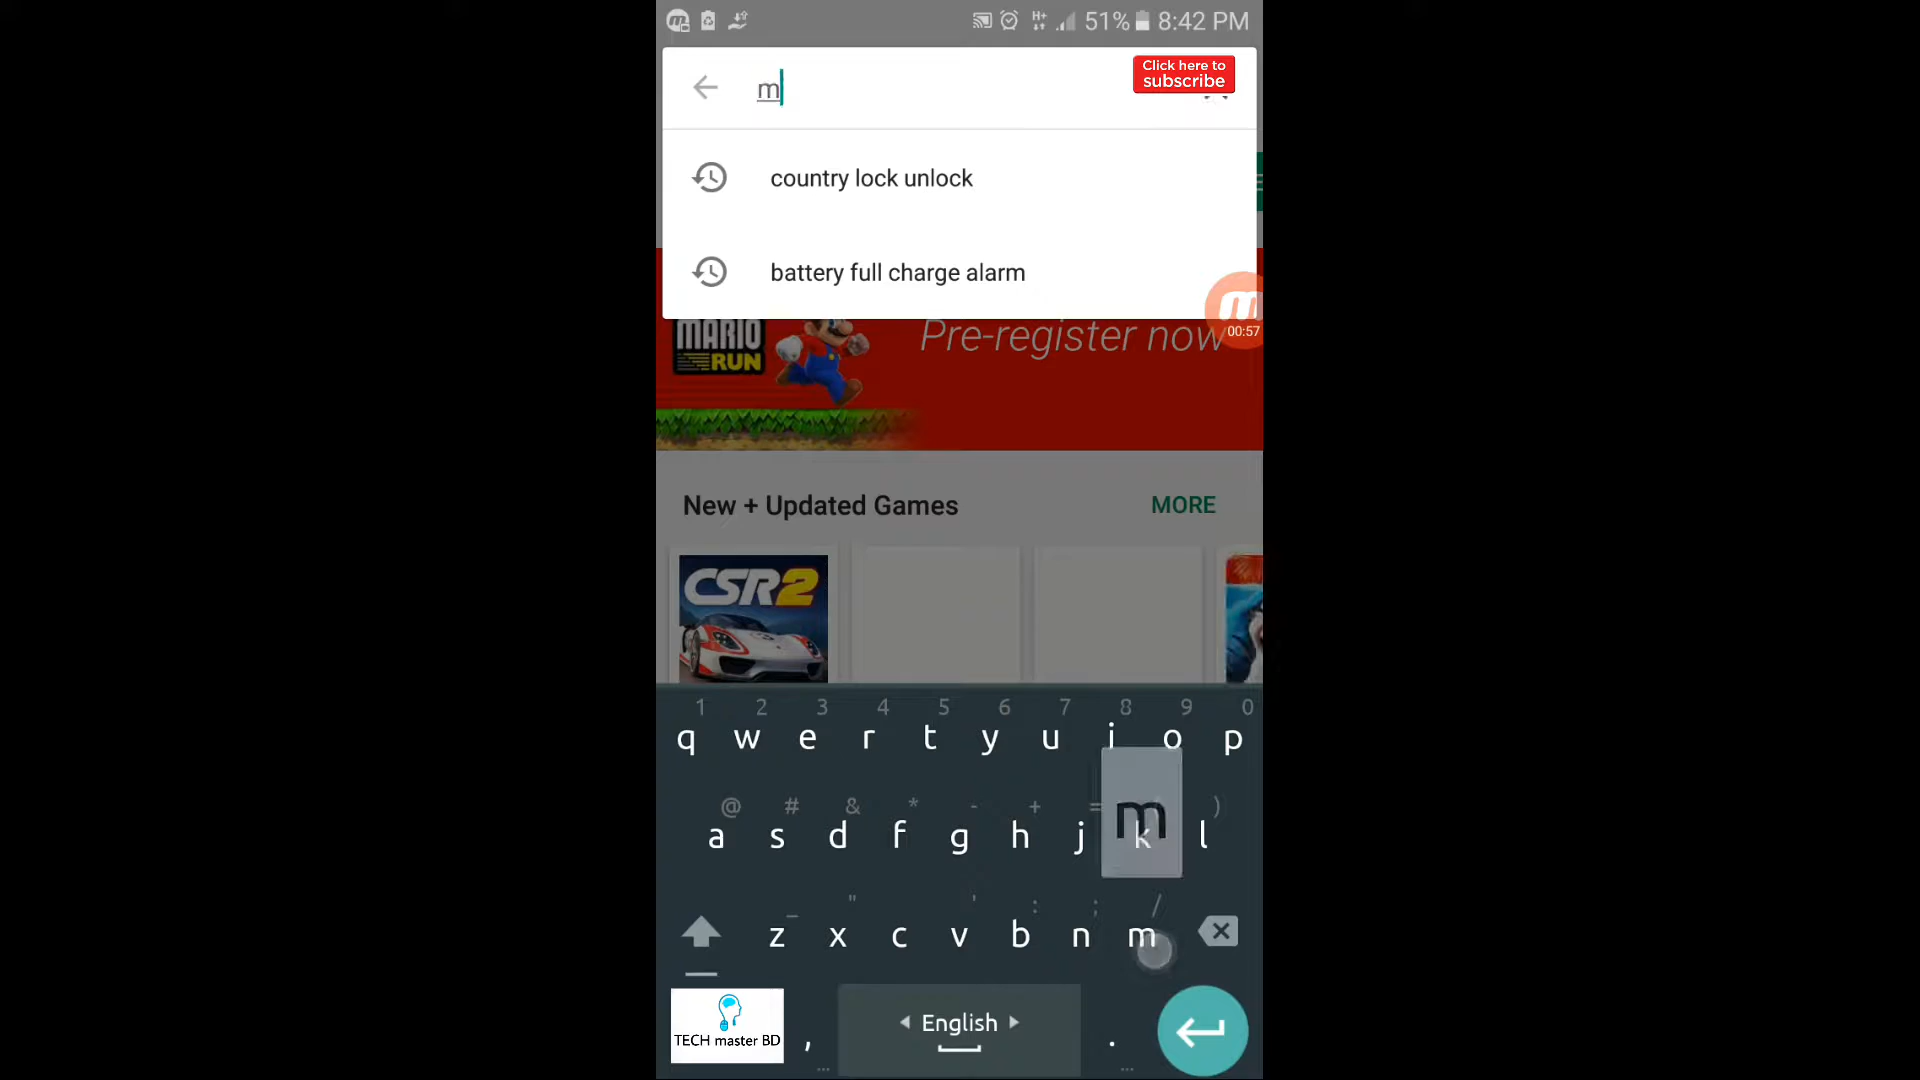 H+ 51% 8:42 PM
m
Click here to
subscribe
country lock unlock
battery full charge alarm
00:57
MARIO
RUN
Pre-register now
New + Updated Games MORE
CSR2
1 2 3 4 5 6 7 8 9 0
q w e r t y u i o p
@ # & * - + = )
a s d f g h j k l
m
_ " ' : ; /
z x c v b n m
TECH master BD
, English .